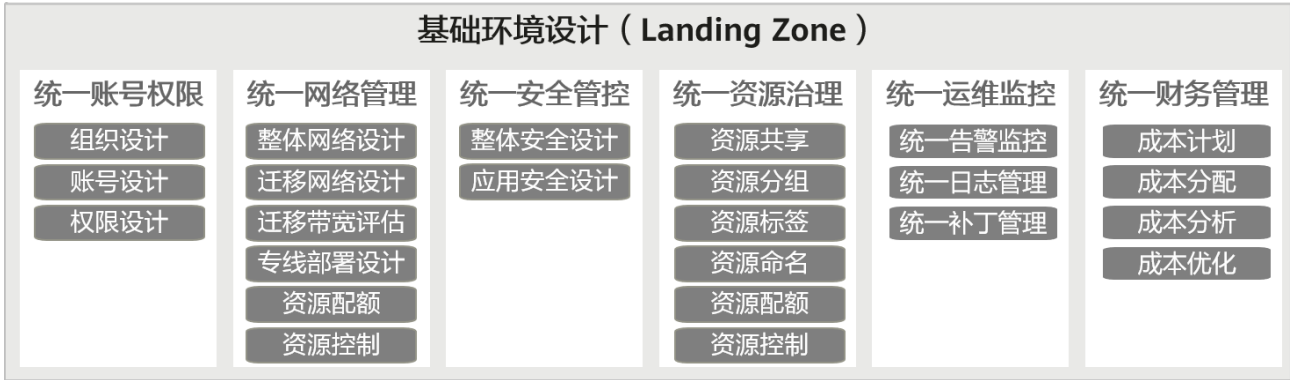 基础环境设计（Landing Zone）
统一账号权限
组织设计
账号设计
权限设计
统一网络管理
整体网络设计
迁移网络设计
迁移带宽评估
专线部署设计
资源配额
资源控制
统一安全管控
整体安全设计
应用安全设计
统一资源治理
资源共享
资源分组
资源标签
资源命名
资源配额
资源控制
统一运维监控
统一告警监控
统一日志管理
统一补丁管理
统一财务管理
成本计划
成本分配
成本分析
成本优化